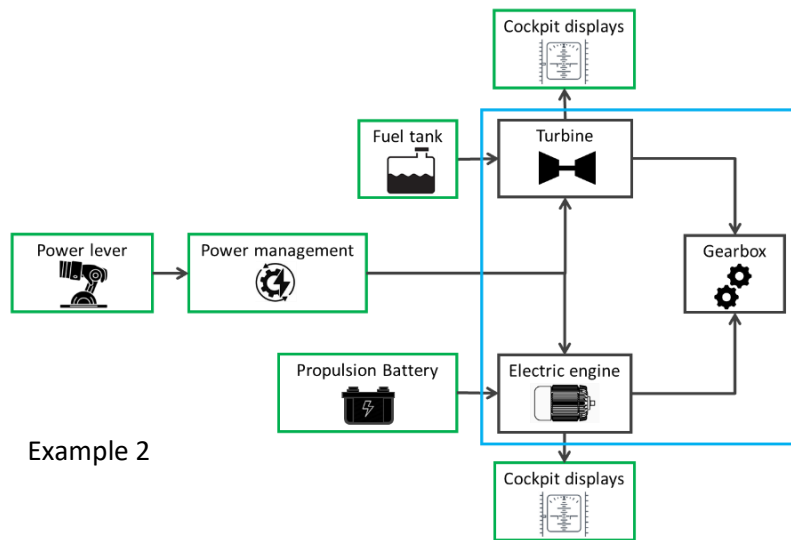 Cockpit displays
Fuel tank
Turbine
Power lever
Power management
Gearbox
Propulsion Battery
Electric engine
Example 2
Cockpit displays